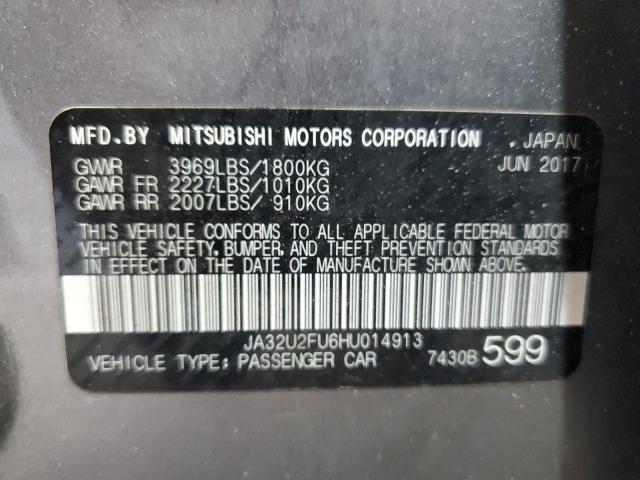 MFD.BY MITSUBISHI MOTORS CORPORATION .JAPAN
GVWR 3969LBS/1800KG JUN 2017
GAWR FR 2227LBS/1010KG
GAWR RR 2007LBS/ 910KG
THIS VEHICLE CONFORMS TO ALL APPLICABLE FEDERAL MOTOR
VEHICLE SAFETY, BUMPER, AND THEFT PREVENTION STANDARDS
IN EFFECT ON THE DATE OF MANUFACTURE SHOWN ABOVE.
JA32U2FU6HU014913
VEHICLE TYPE: PASSENGER CAR 7430B 599